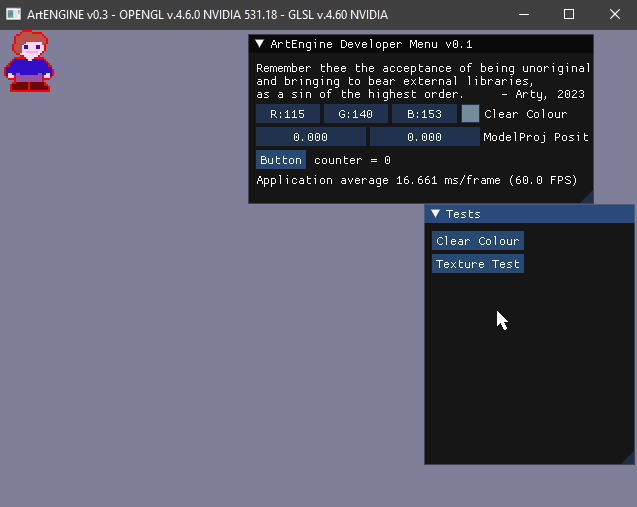 ArtENGINE v0.3 - OPENGL v.4.6.0 NVIDIA 531.18 - GLSL v.4.60 NVIDIA
ArtEngine Developer Menu v0.1
Remember thee the acceptance of being unoriginal
and bringing to bear external libraries,
as a sin of the highest order. - Arty, 2023
R:115 G:140 B:153 Clear Colour
0.000 0.000 ModelProj Posit
Button counter = 0
Application average 16.661 ms/frame (60.0 FPS)
Tests
Clear Colour
Texture Test